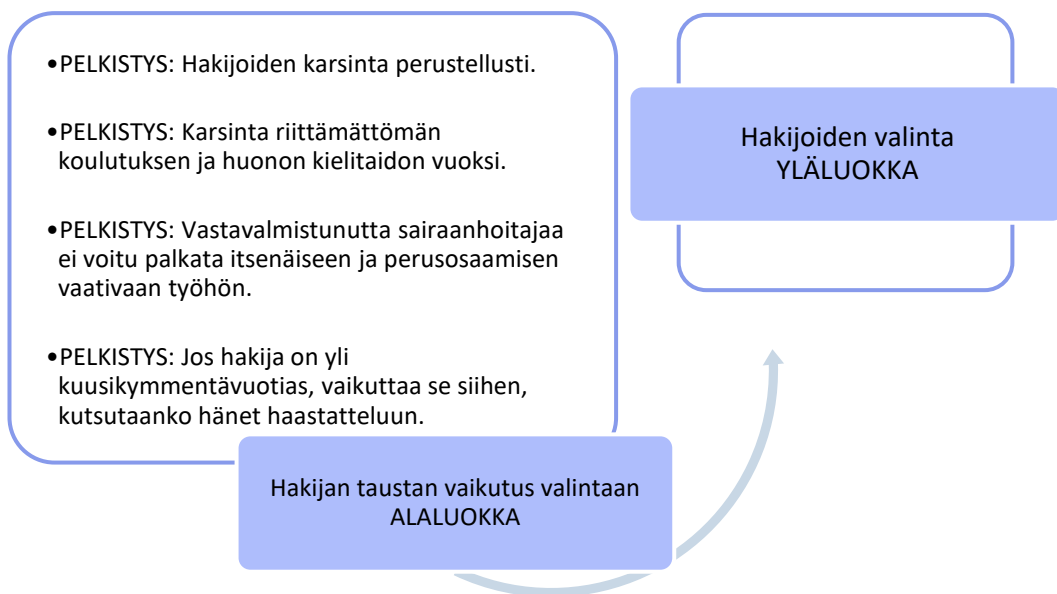 •PELKISTYS: Hakijoiden karsinta perustellusti.
•PELKISTYS: Karsinta riittämättömän
koulutuksen ja huonon kielitaidon vuoksi.
•PELKISTYS: Vastavalmistunutta sairaanhoitajaa
ei voitu palkata itsenäiseen ja perusosaamisen
vaativaan työhön.
•PELKISTYS: Jos hakija on yli
kuusikymmentävuotias, vaikuttaa se siihen,
kutsutaanko hänet haastatteluun.
Hakijan taustan vaikutus valintaan
ALALUOKKA
Hakijoiden valinta
YLÄLUOKKA